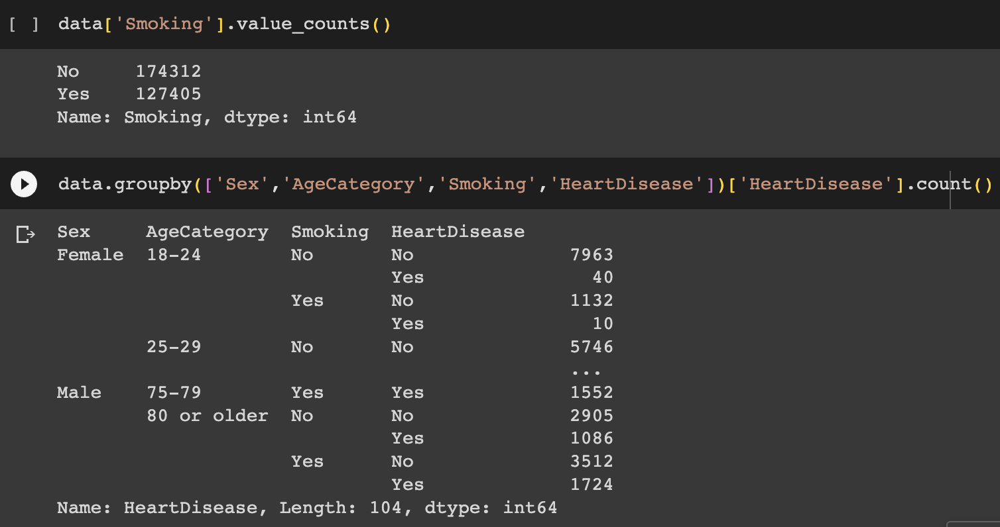 [ ] data['Smoking'].value_counts()
No 174312
Yes 127405
Name: Smoking, dtype: int64
data.groupby(['Sex','AgeCategory','Smoking','HeartDisease'])['HeartDisease'].count()
Sex AgeCategory Smoking HeartDisease
Female 18-24 No No 7963
Yes 40
Yes No 1132
Yes 10
25-29 No No 5746
...
Male 75-79 Yes Yes 1552
80 or older No No 2905
Yes 1086
Yes No 3512
Yes 1724
Name: HeartDisease, Length: 104, dtype: int64